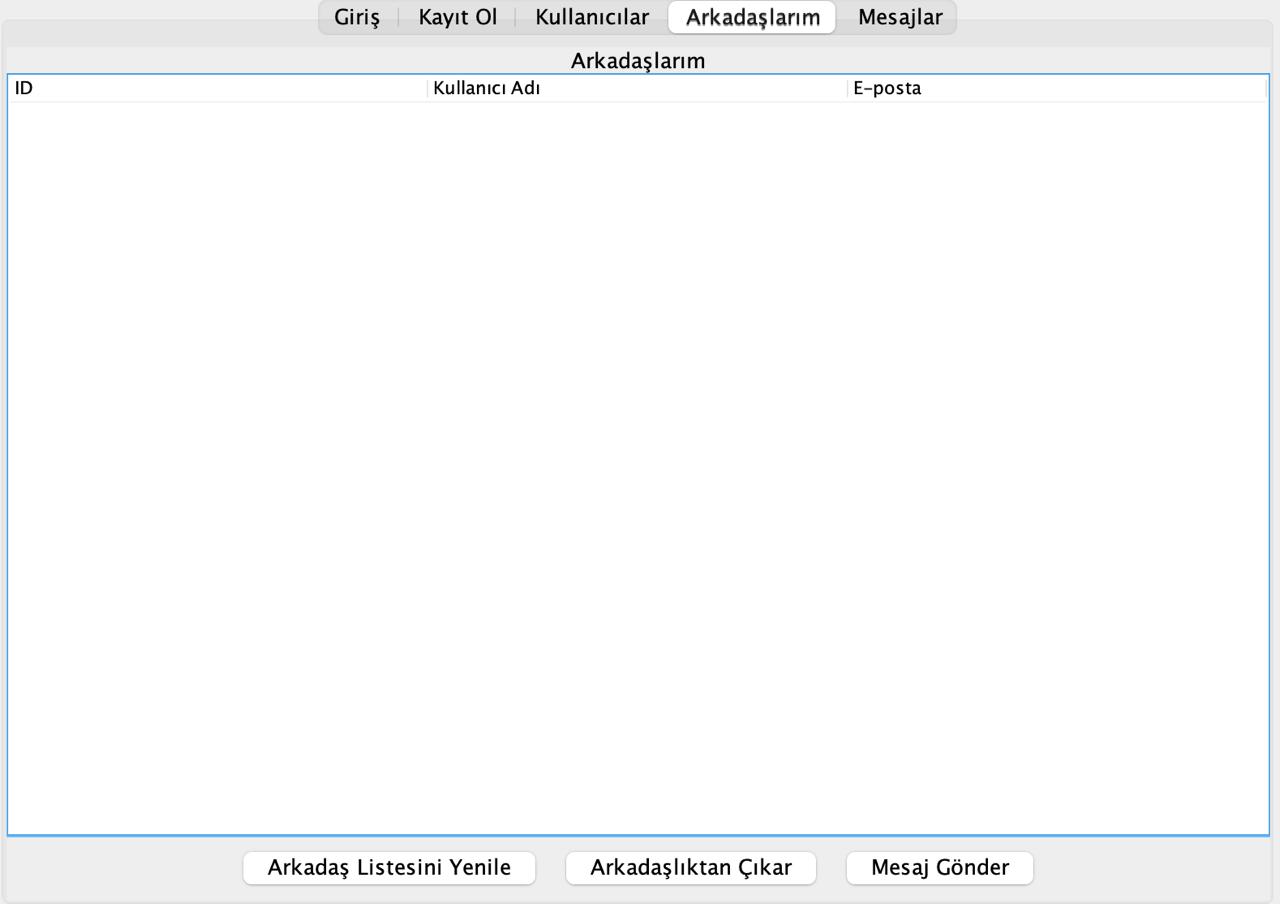 Giriş Kayıt Ol Kullanıcılar Arkadaşlarım Mesajlar
Arkadaşlarım
ID Kullanıcı Adı E-posta
Arkadaş Listesini Yenile Arkadaşlıktan Çıkar Mesaj Gönder